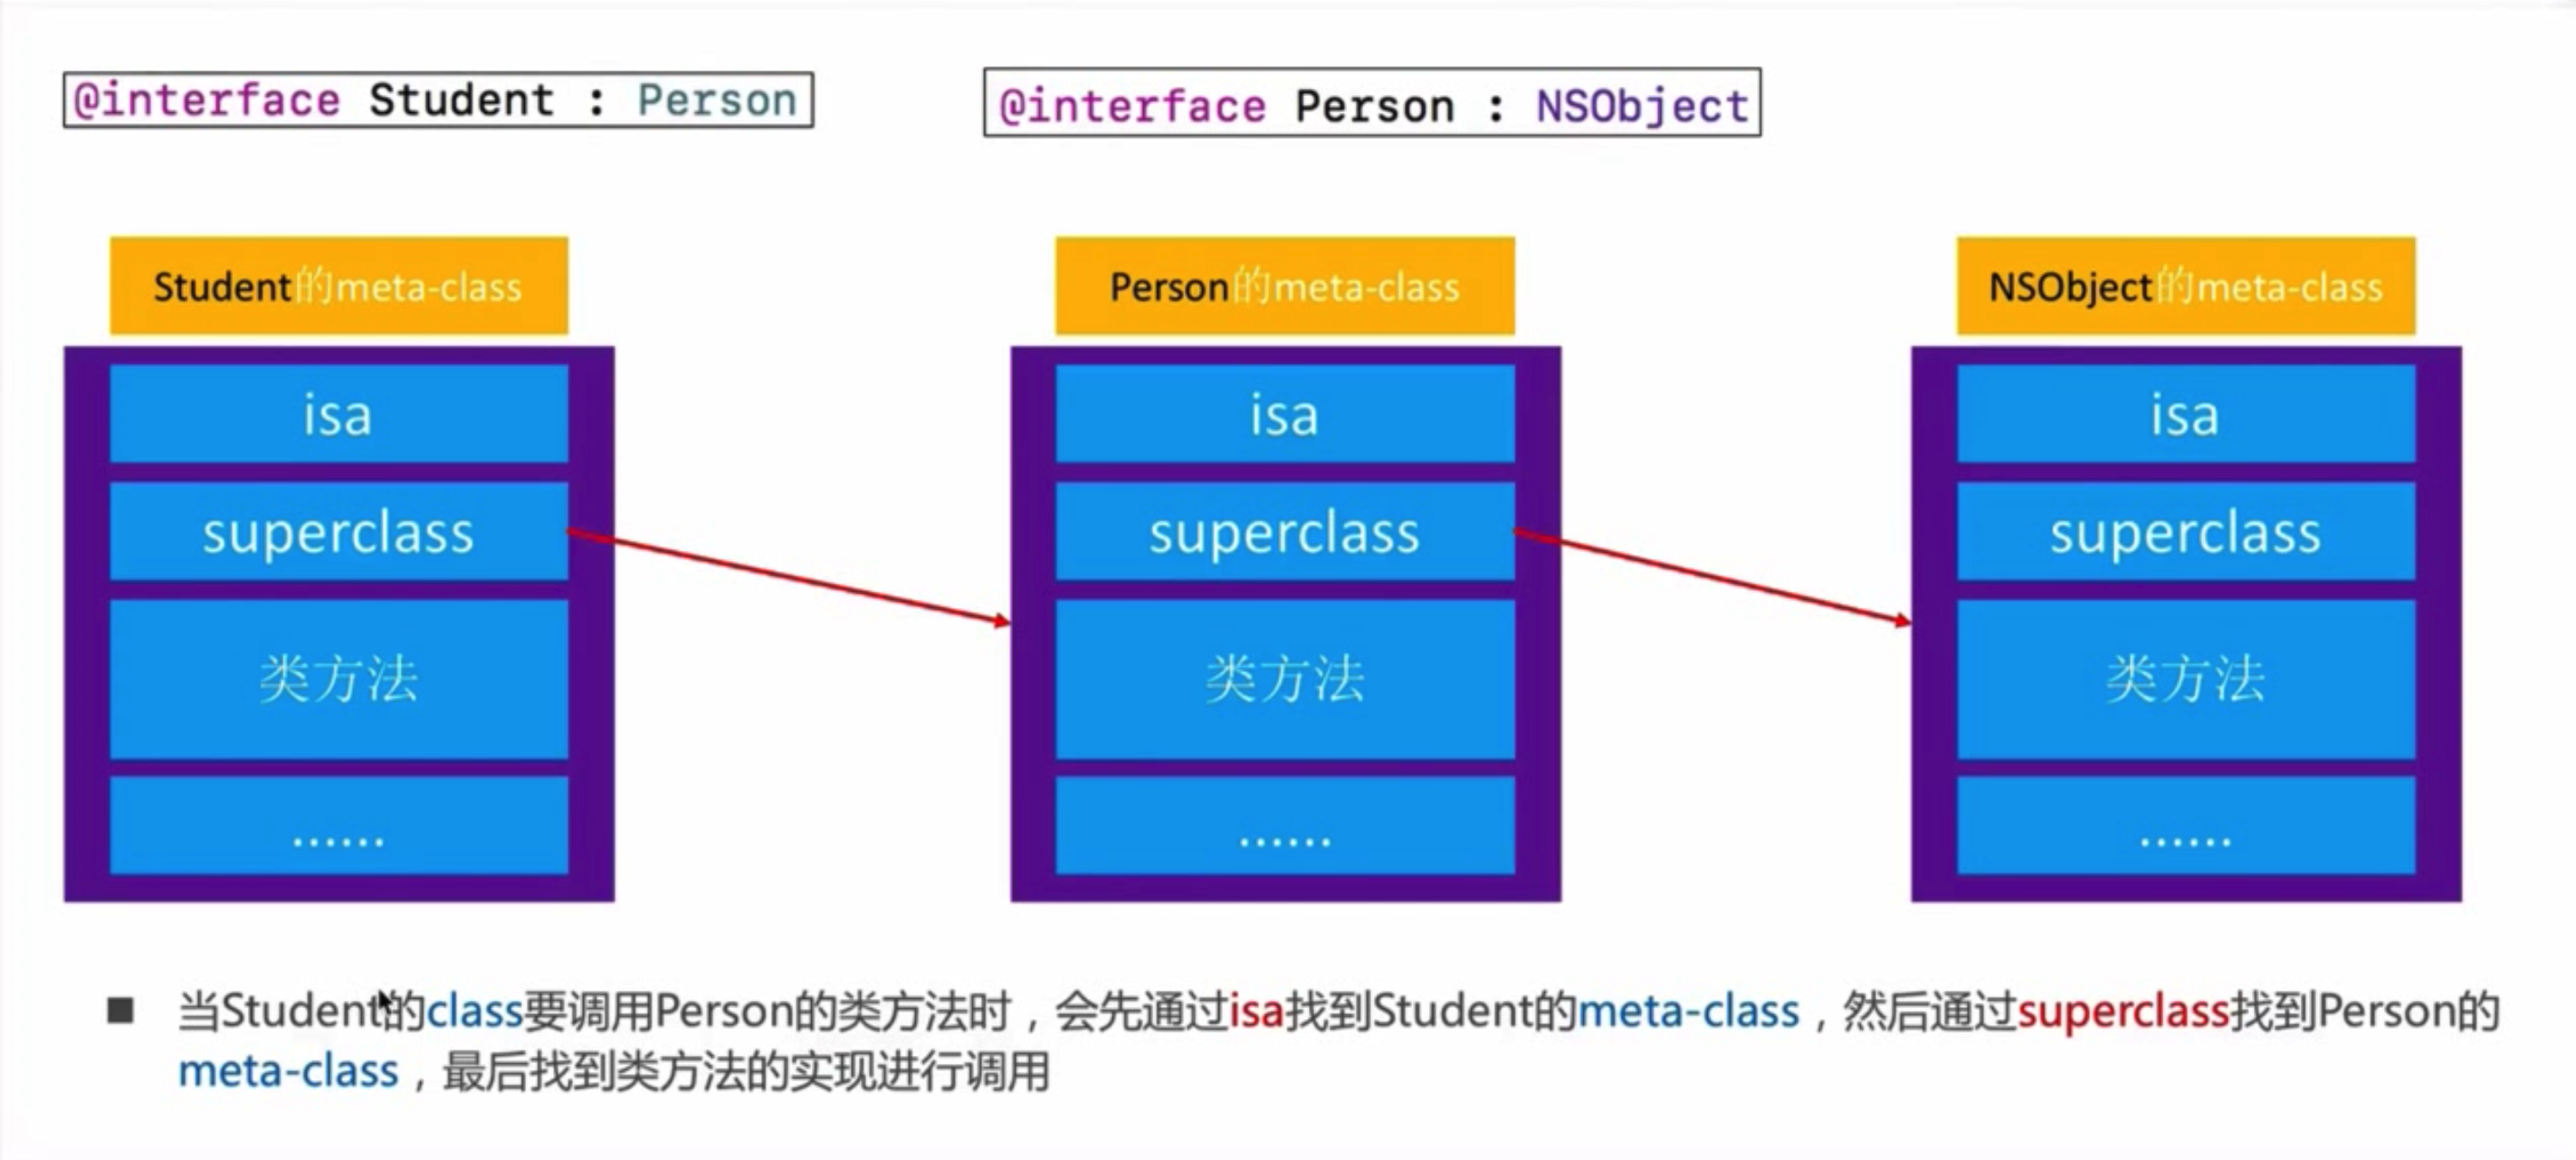 @interface Student : Person
@interface Person : NSObject
Student的meta-class
Person的meta-class
NSObject的meta-class
isa
isa
isa
superclass
superclass
superclass
类方法
类方法
类方法
......
......
......
■ 当Student的class要调用Person的类方法时，会先通过isa找到Student的meta-class，然后通过superclass找到Person的
meta-class，最后找到类方法的实现进行调用